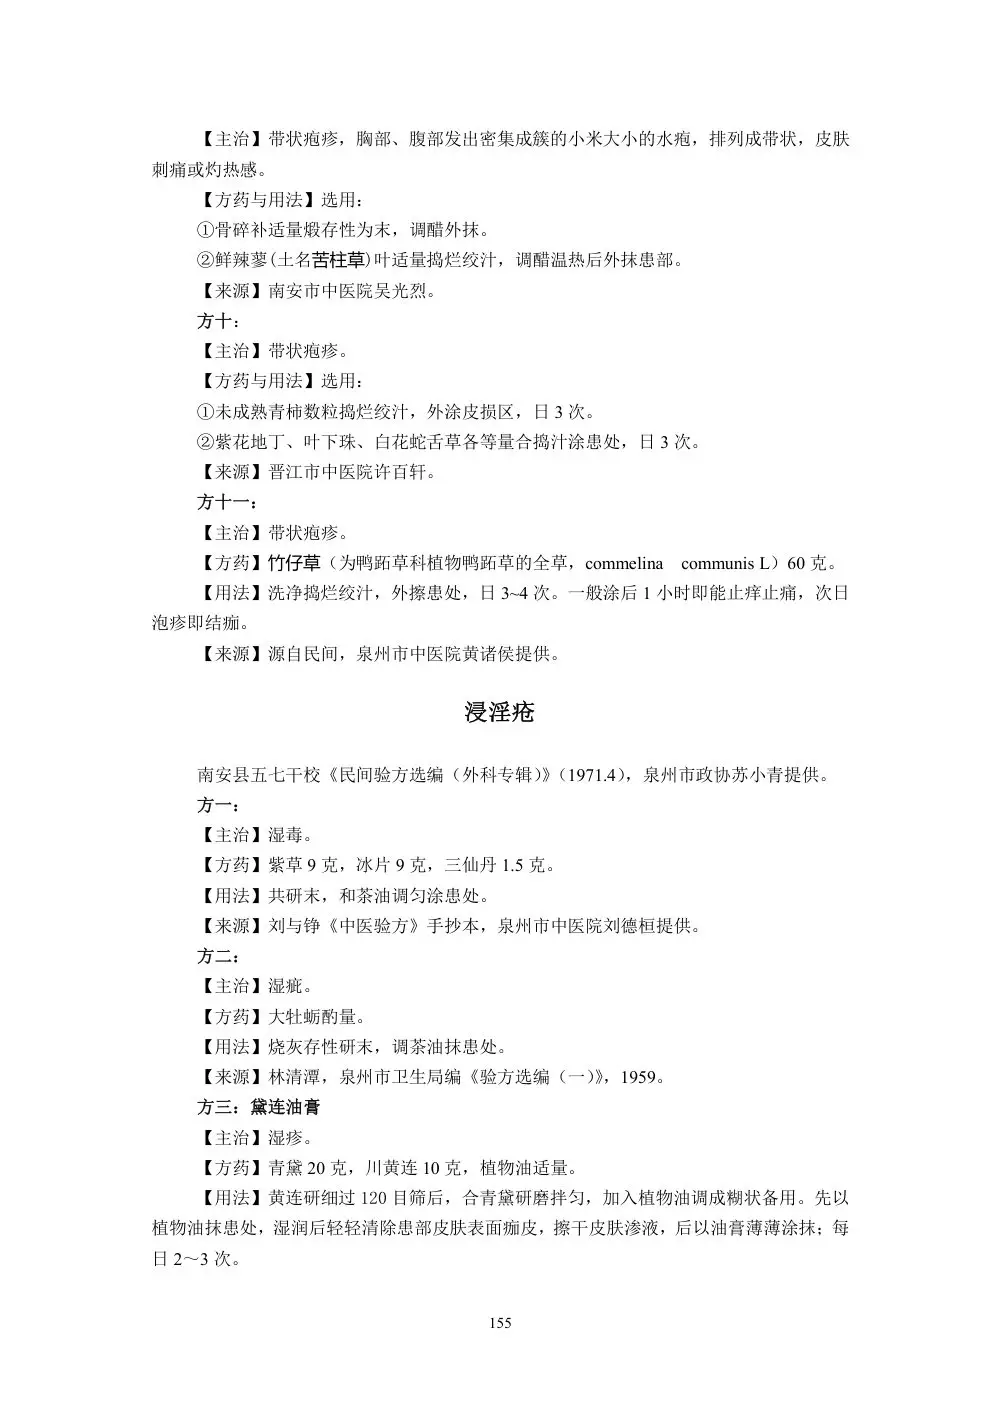 【主治】带状疱疹，胸部、腹部发出密集成簇的小米大小的水疱，排列成带状，皮肤
刺痛或灼热感。
【方药与用法】选用：
①骨碎补适量煅存性为末，调醋外抹。
②鲜辣蓼(土名苦柱草)叶适量捣烂绞汁，调醋温热后外抹患部。
【来源】南安市中医院吴光烈。
方十：
【主治】带状疱疹。
【方药与用法】选用：
①未成熟青柿数粒捣烂绞汁，外涂皮损区，日 3 次。
②紫花地丁、叶下珠、白花蛇舌草各等量合捣汁涂患处，日 3 次。
【来源】晋江市中医院许百轩。
方十一：
【主治】带状疱疹。
【方药】竹仔草（为鸭跖草科植物鸭跖草的全草，commelina communis L）60 克。
【用法】洗净捣烂绞汁，外擦患处，日 3~4 次。一般涂后 1 小时即能止痒止痛，次日
泡疹即结痂。
【来源】源自民间，泉州市中医院黄诸侯提供。
浸淫疮
南安县五七干校《民间验方选编（外科专辑）》（1971.4），泉州市政协苏小青提供。
方一：
【主治】湿毒。
【方药】紫草 9 克，冰片 9 克，三仙丹 1.5 克。
【用法】共研末，和茶油调匀涂患处。
【来源】刘与铮《中医验方》手抄本，泉州市中医院刘德桓提供。
方二：
【主治】湿疵。
【方药】大牡蛎酌量。
【用法】烧灰存性研末，调茶油抹患处。
【来源】林清潭，泉州市卫生局编《验方选编（一）》，1959。
方三：黛连油膏
【主治】湿疹。
【方药】青黛 20 克，川黄连 10 克，植物油适量。
【用法】黄连研细过 120 目筛后，合青黛研磨拌匀，加入植物油调成糊状备用。先以
植物油抹患处，湿润后轻轻清除患部皮肤表面痂皮，擦干皮肤渗液，后以油膏薄薄涂抹；每
日 2～3 次。
155